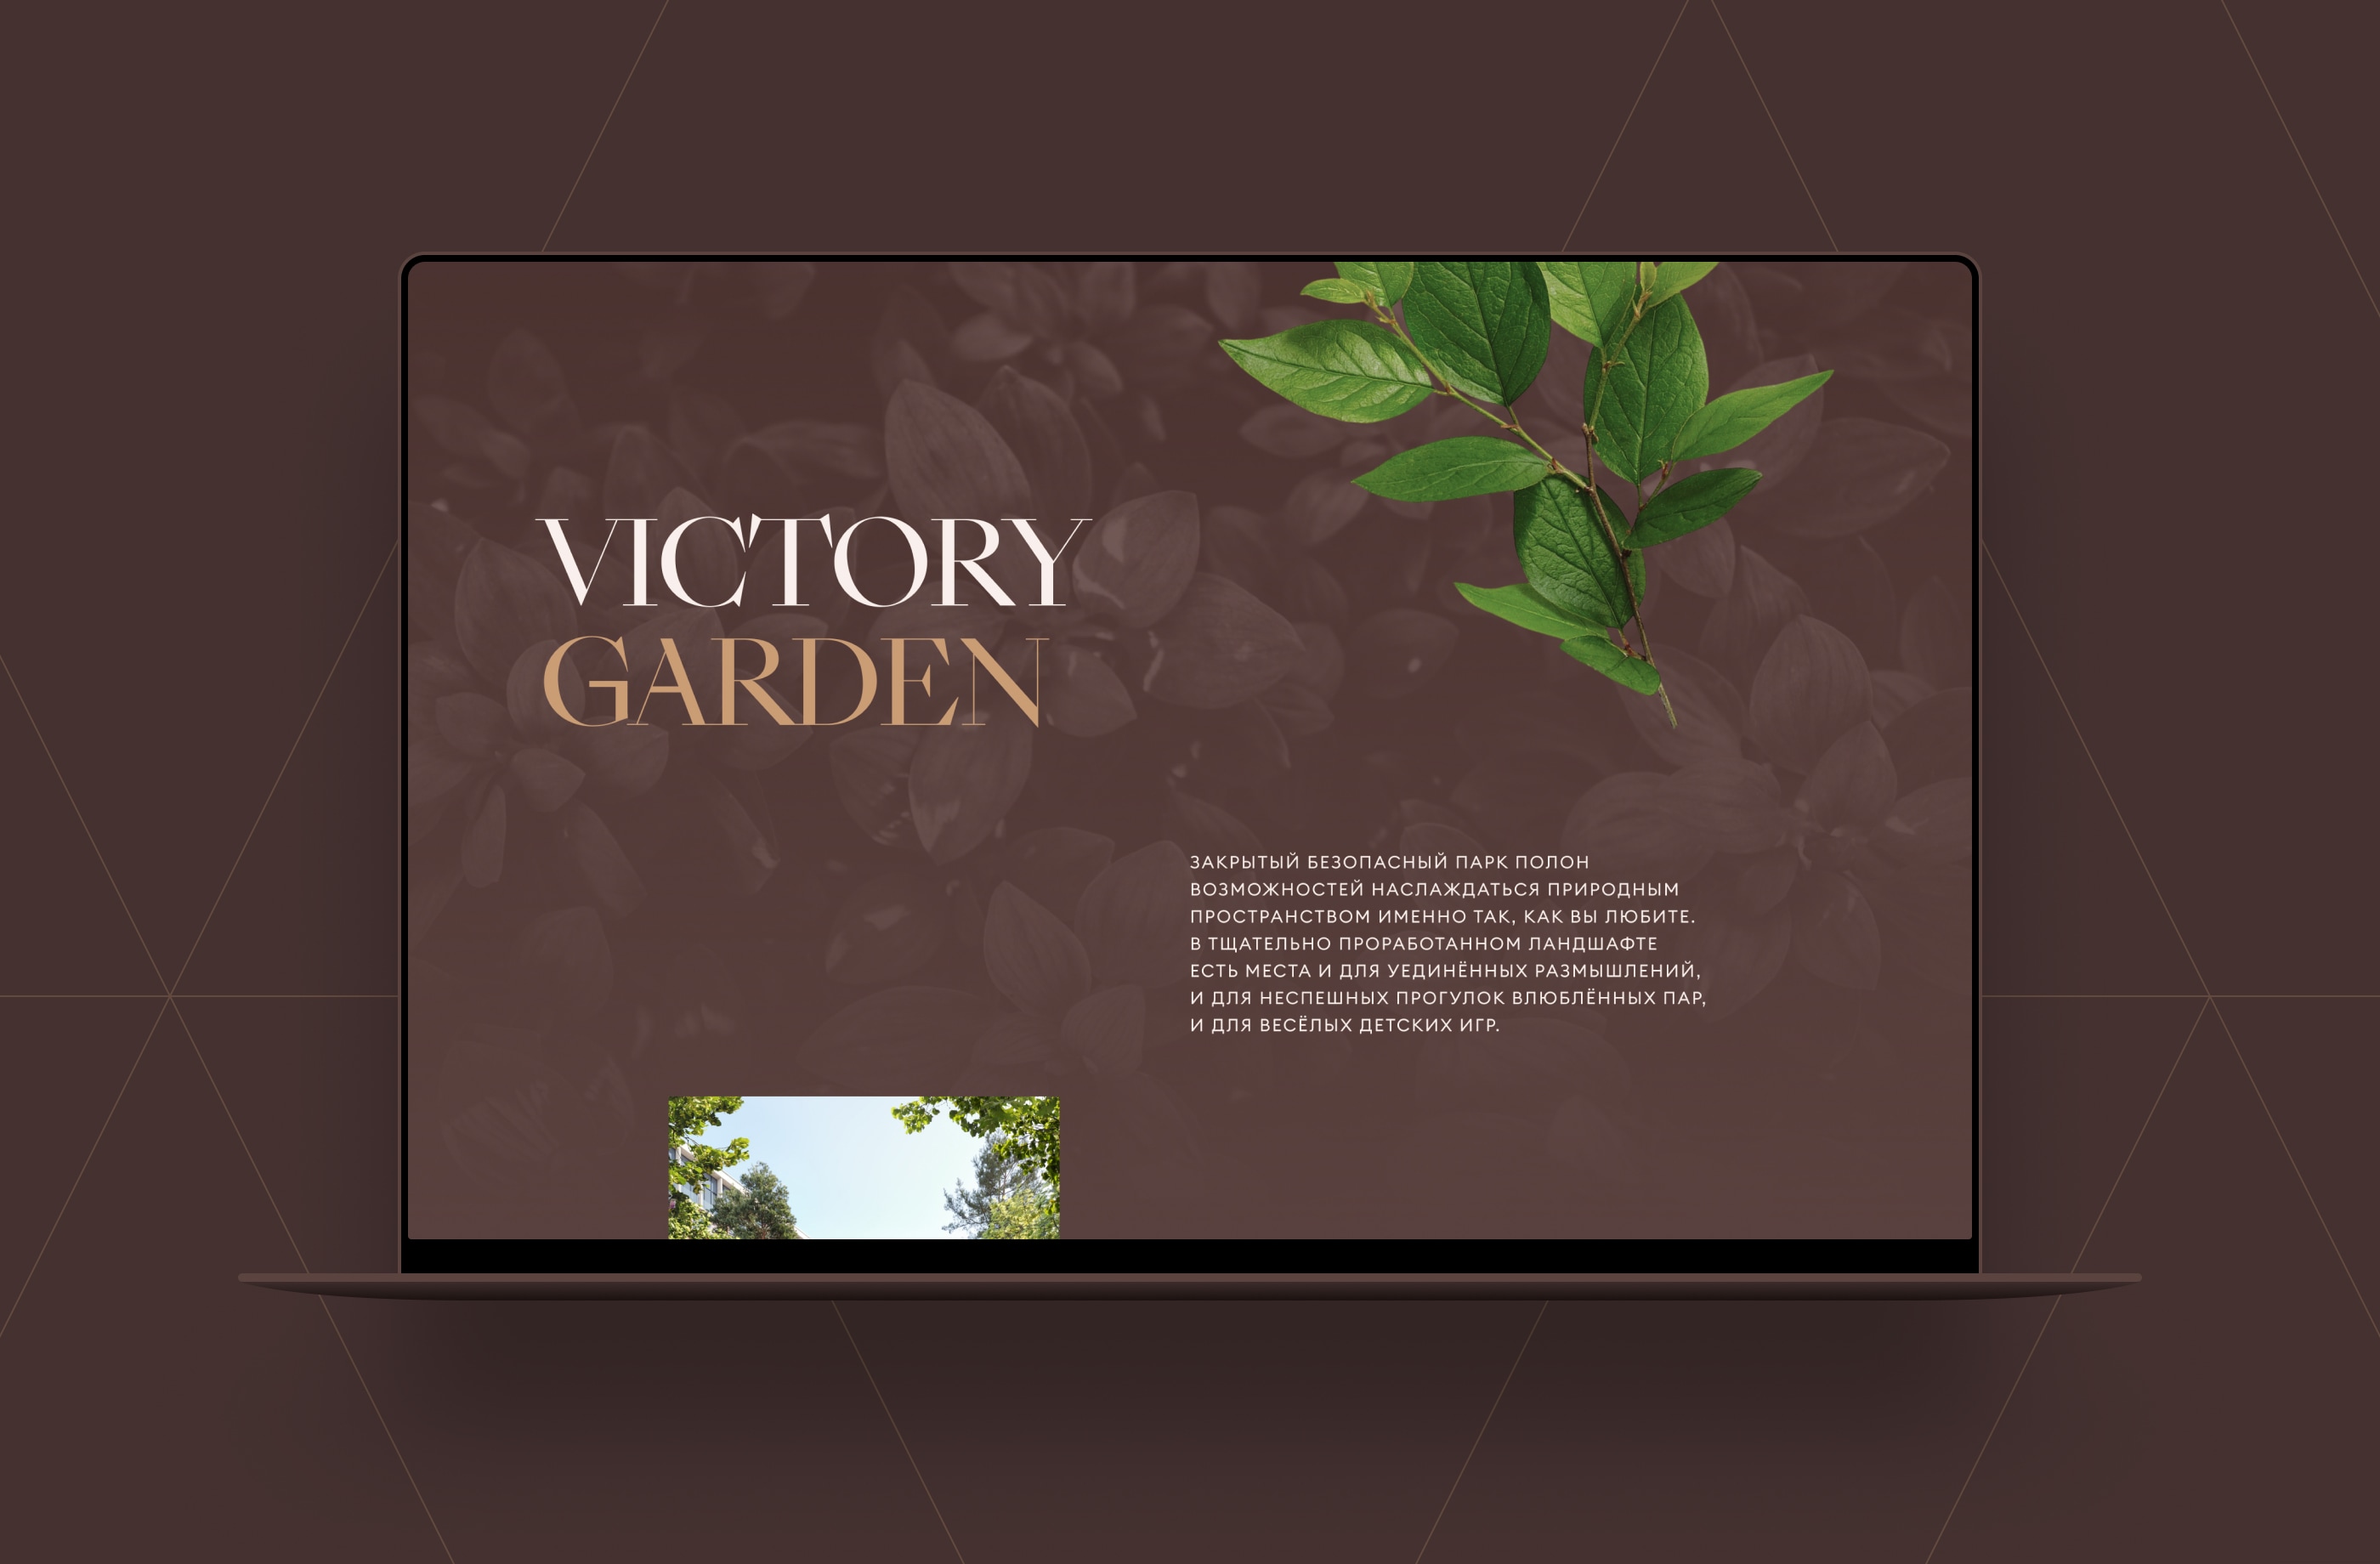 VICTORY
GARDEN
ЗАКРЫТЫЙ БЕЗОПАСНЫЙ ПАРК ПОЛОН
ВОЗМОЖНОСТЕЙ НАСЛАЖДАТЬСЯ ПРИРОДНЫМ
ПРОСТРАНСТВОМ ИМЕННО ТАК, КАК ВЫ ЛЮБИТЕ.
В ТЩАТЕЛЬНО ПРОРАБОТАННОМ ЛАНДШАФТЕ
ЕСТЬ МЕСТА И ДЛЯ УЕДИНЁННЫХ РАЗМЫШЛЕНИЙ,
И ДЛЯ НЕСПЕШНЫХ ПРОГУЛОК ВЛЮБЛЁННЫХ ПАР,
И ДЛЯ ВЕСЁЛЫХ ДЕТСКИХ ИГР.